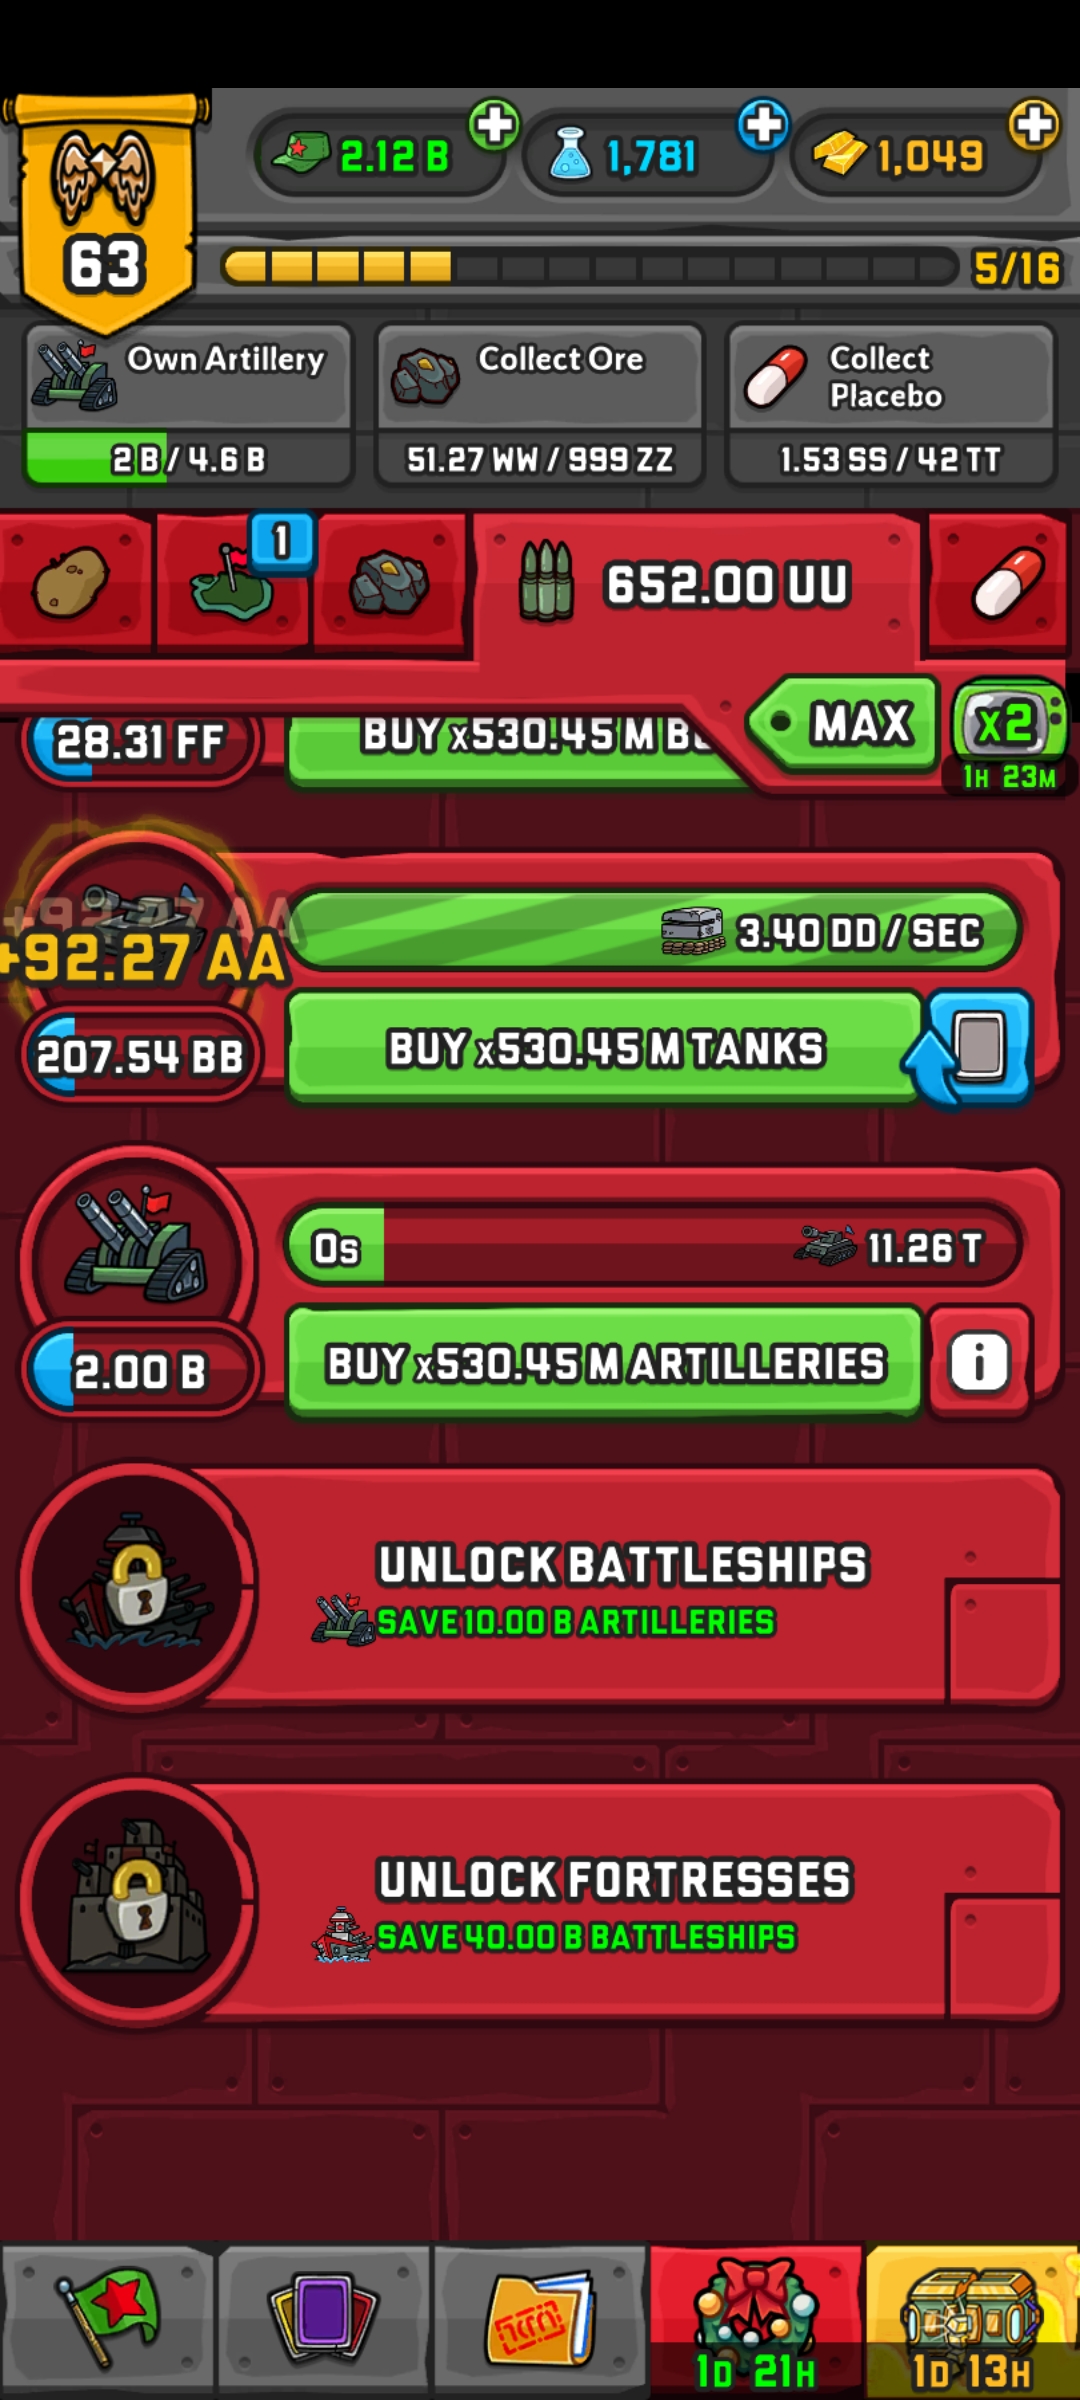 2.12 B
1,781
1,049
63
5/16
Own Artillery
2 B / 4.6 B
Collect Ore
51.27 WW / 999 ZZ
Collect
Placebo
1.53 SS / 42 TT
1
652.00 UU
MAX
x2
1H 23M
28.31 FF
BUY x530.45 M
+92.27 AA
3.40 DD / SEC
207.54 BB
BUY x530.45 M TANKS
0s
11.26 T
2.00 B
BUY x530.45 M ARTILLERIES
i
UNLOCK BATTLESHIPS
SAVE 10.00 B ARTILLERIES
UNLOCK FORTRESSES
SAVE 40.00 B BATTLESHIPS
1D 21H
1D 13H